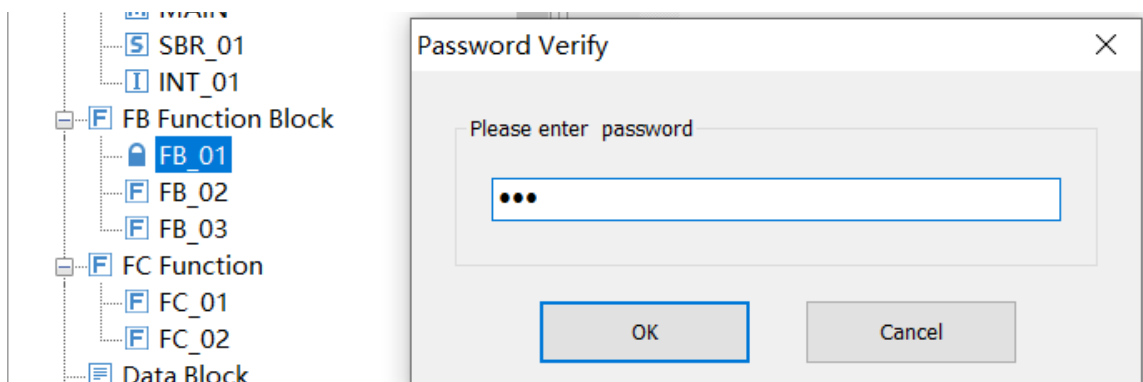 MAIN
SBR_01
INT_01
FB Function Block
FB_01
FB_02
FB_03
FC Function
FC_01
FC_02
Data Block
Password Verify
Please enter password
•••
OK
Cancel